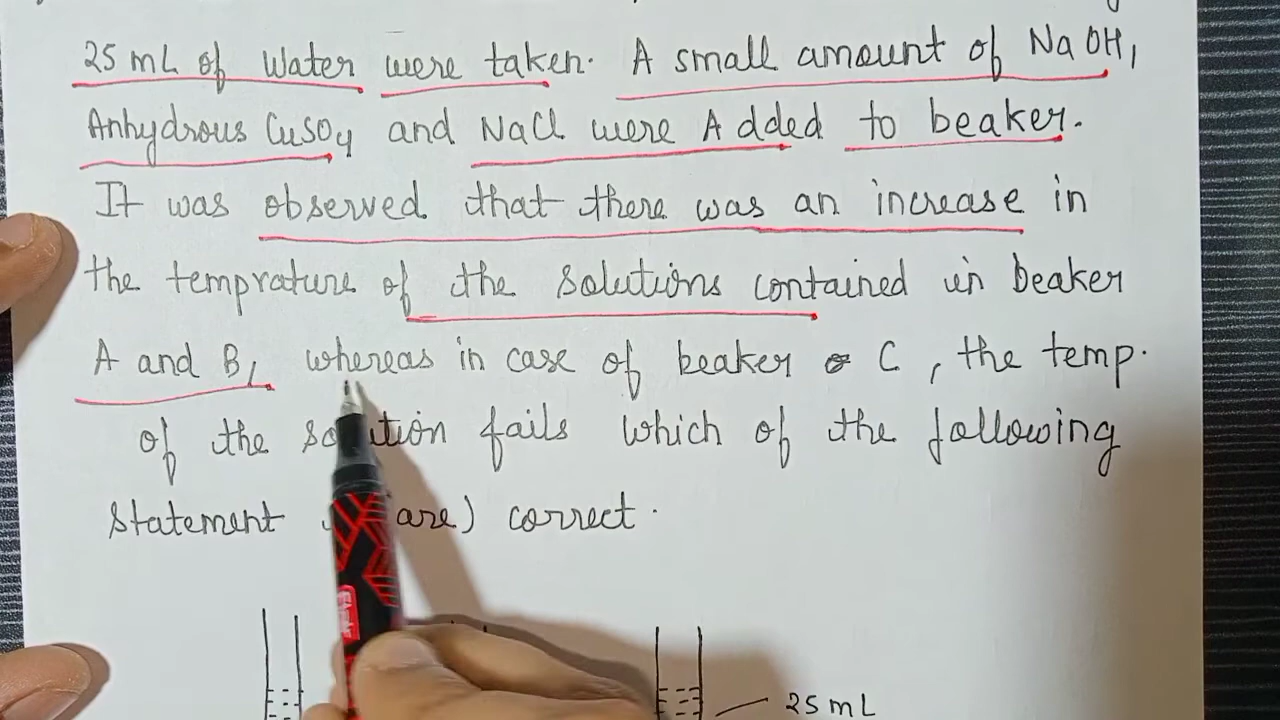 25 mL of Water were taken. A small amount of NaOH,
Anhydrous CuSO4 and NaCl were Added to beaker.
It was observed that there was an increase in
the temprature of the solutions contained in beaker
A and B, whereas in case of beaker C, the temp.
of the solution fails which of the following
statement are) correct.
25 mL